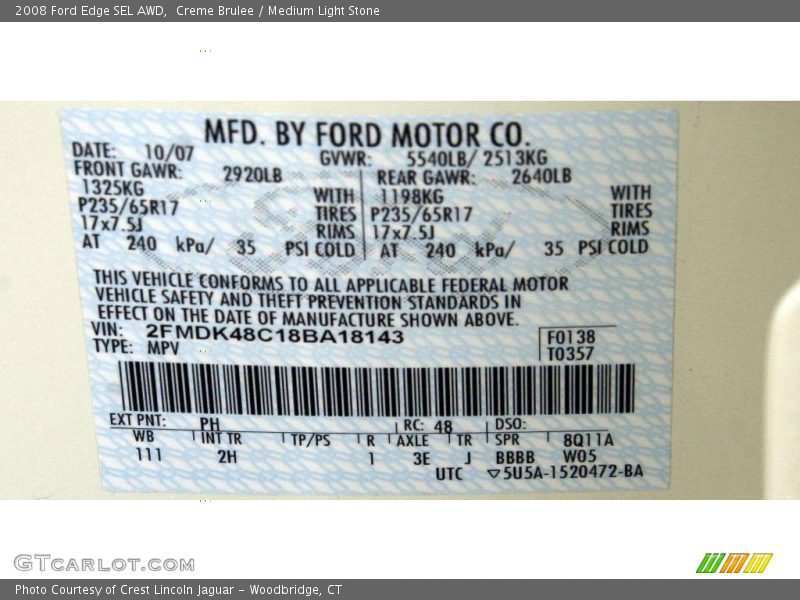 2008 Ford Edge SEL AWD, Creme Brulee / Medium Light Stone
MFD. BY FORD MOTOR CO.
DATE: 10/07 GVWR: 5540LB/ 2513KG
FRONT GAWR: 2920LB REAR GAWR: 2640LB
1325KG WITH 1198KG WITH
P235/65R17 TIRES P235/65R17 TIRES
17x7.5J RIMS 17x7.5J RIMS
AT 240 kPa/ 35 PSI COLD AT 240 kPa/ 35 PSI COLD
THIS VEHICLE CONFORMS TO ALL APPLICABLE FEDERAL MOTOR
VEHICLE SAFETY AND THEFT PREVENTION STANDARDS IN
EFFECT ON THE DATE OF MANUFACTURE SHOWN ABOVE.
VIN: 2FMDK48C18BA18143 F0138
TYPE: MPV T0357
EXT PNT: PH RC: 48 DSO:
WB INT TR TP/PS R AXLE TR SPR 8Q11A
111 2H 1 3E J BBBB W05
UTC ▽5U5A-1520472-BA
GTCARLOT.COM
Photo Courtesy of Crest Lincoln Jaguar - Woodbridge, CT